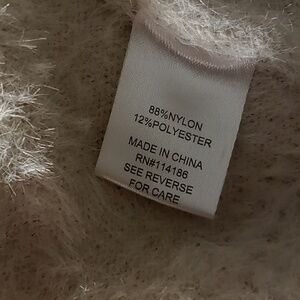 88%NYLON
12%POLYESTER
MADE IN CHINA
RN#114186
SEE REVERSE
FOR CARE